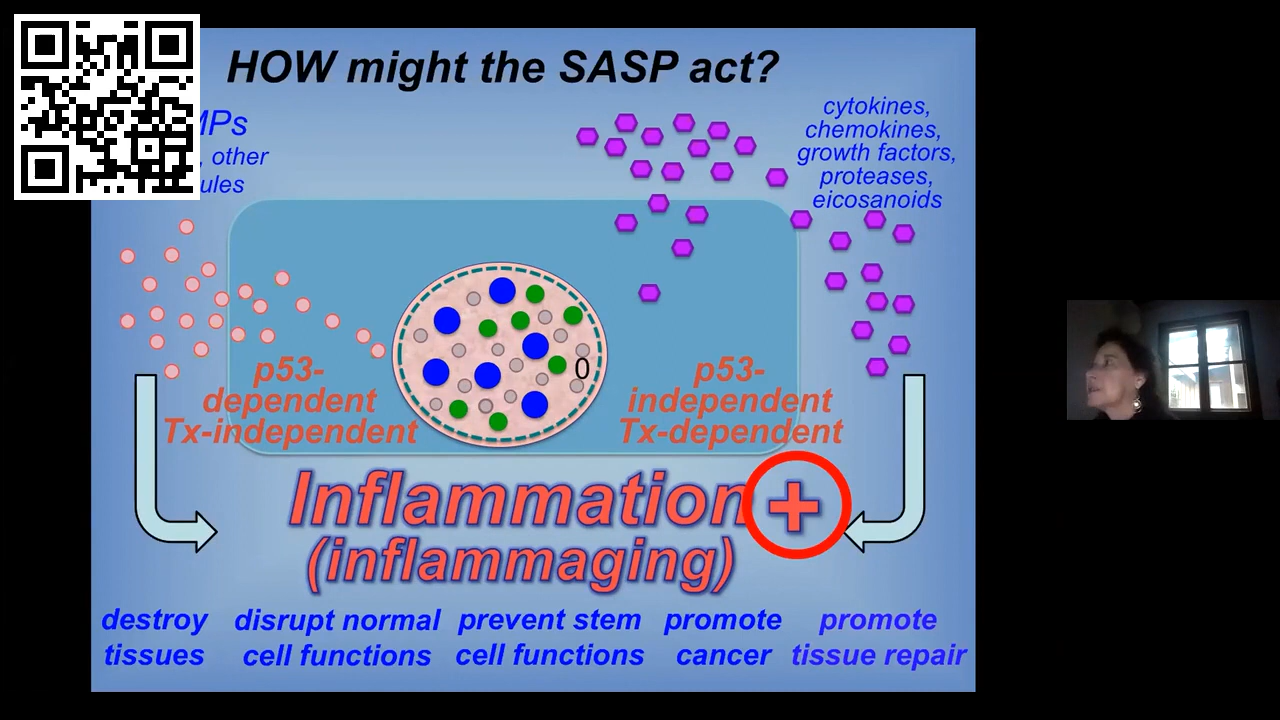 HOW might the SASP act?
MPs
, other
ules
cytokines,
chemokines,
growth factors,
proteases,
eicosanoids
0
p53-
dependent
Tx-independent
p53-
independent
Tx-dependent
Inflammation +
(inflammaging)
destroy
tissues
disrupt normal
cell functions
prevent stem
cell functions
promote
cancer
promote
tissue repair